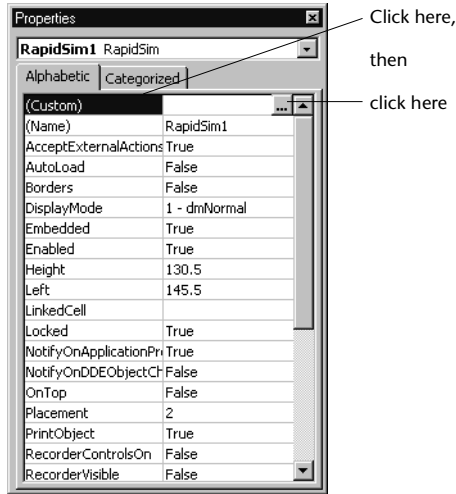 Properties
Click here,
then
click here
RapidSim1 RapidSim
Alphabetic Categorized
(Custom) ...
(Name) RapidSim1
AcceptExternalActions True
AutoLoad False
Borders False
DisplayMode 1 - dmNormal
Embedded True
Enabled True
Height 130.5
Left 145.5
LinkedCell
Locked True
NotifyOnApplicationPr True
NotifyOnDDEObjectCh False
OnTop False
Placement 2
PrintObject True
RecorderControlsOn False
RecorderVisible False